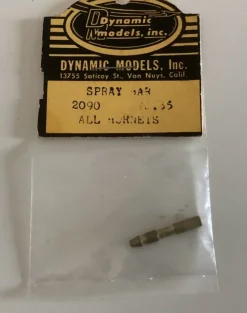 Dynamic
Models, inc.
DYNAMIC MODELS, Inc.
13755 Saticoy St., Van Nuys, Calif.
SPRAY BAR
2090
ALL HORNETS